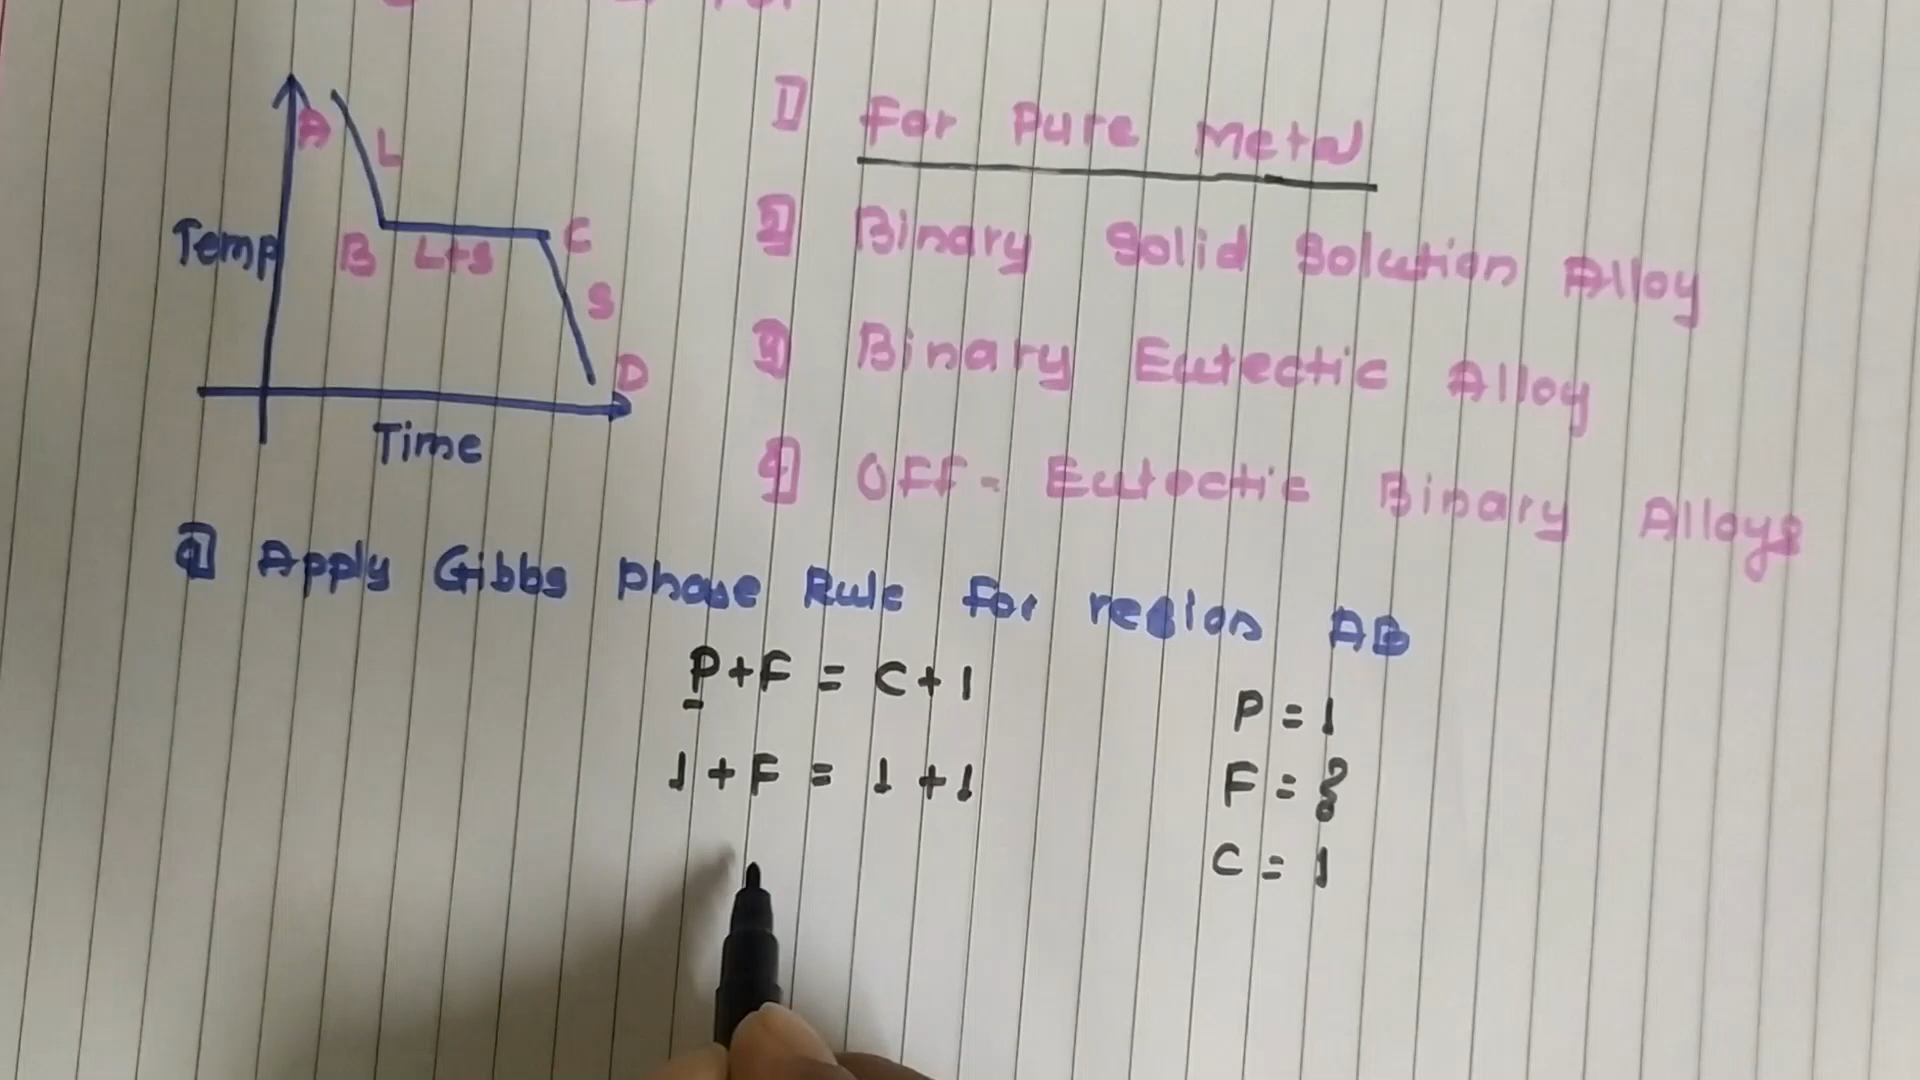 A
L
Temp
B
L+S
C
S
D
Time
1] For Pure Metal
2] Binary Solid Solution Alloy
3] Binary Eutectic Alloy
4] Off - Eutectic Binary Alloys
a] Apply Gibbs phase Rule For region AB
P + F = C + 1
1 + F = 1 + 1
P = 1
F = ?
C = 1